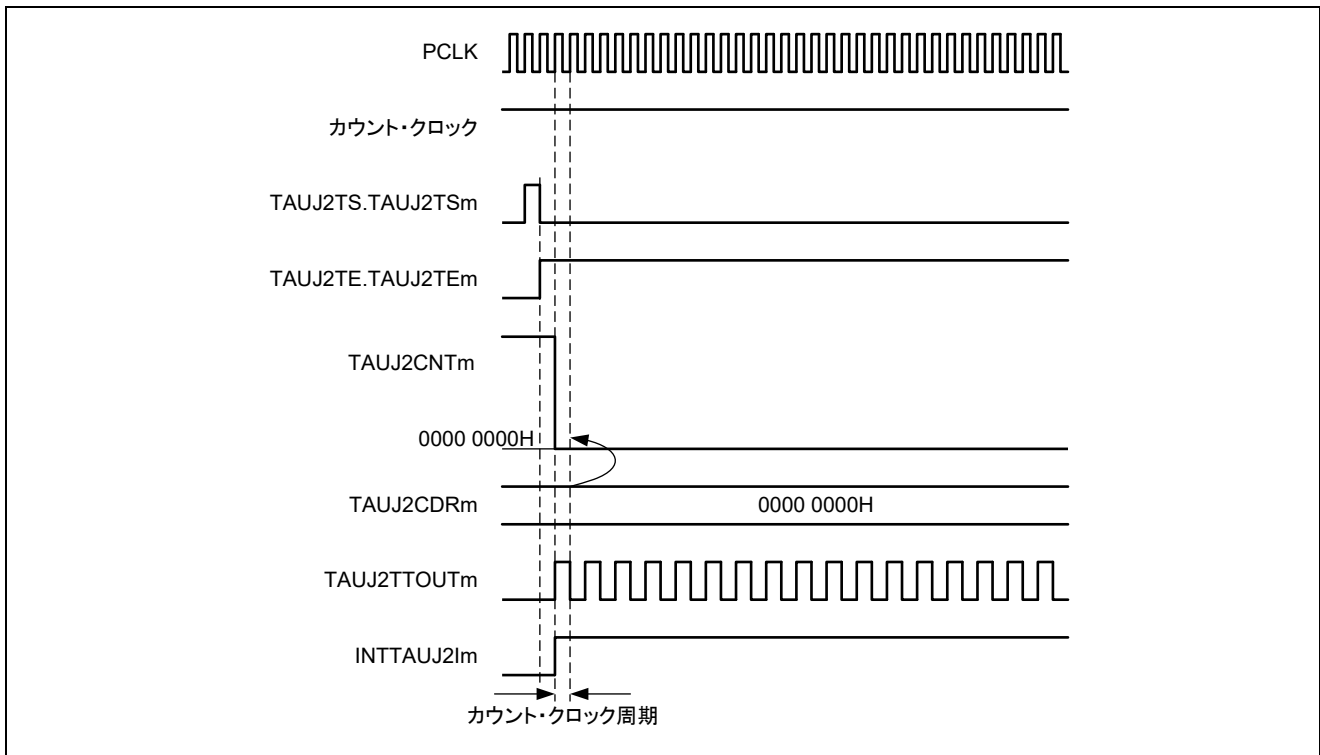 PCLK
カウント・クロック
TAUJ2TS.TAUJ2TSm
TAUJ2TE.TAUJ2TEm
TAUJ2CNTm
0000 0000H
TAUJ2CDRm
0000 0000H
TAUJ2TTOUTm
INTTAUJ2Im
カウント・クロック周期